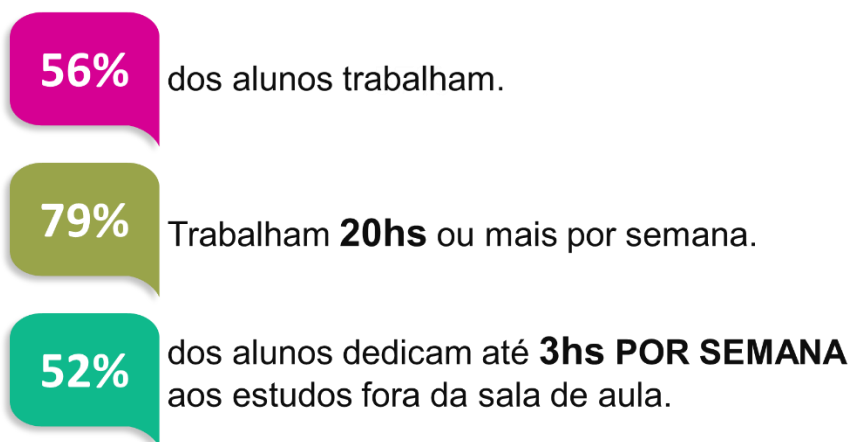 56%
dos alunos trabalham.
79%
Trabalham 20hs ou mais por semana.
52%
dos alunos dedicam até 3hs POR SEMANA
aos estudos fora da sala de aula.